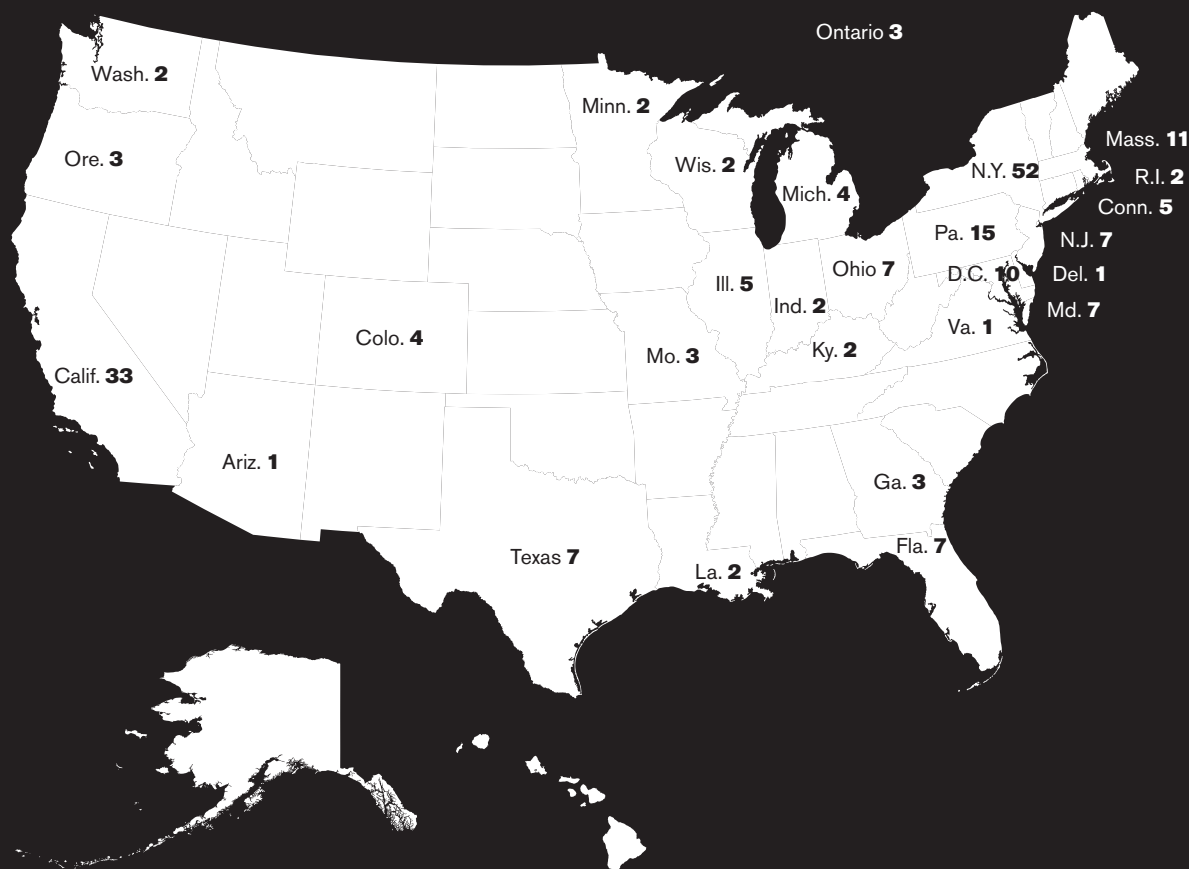 Ontario 3
Wash. 2
Minn. 2
Mass. 11
Ore. 3
Wis. 2
N.Y. 52
R.I. 2
Mich. 4
Conn. 5
Pa. 15
N.J. 7
Ohio 7
D.C. 10
Del. 1
Ill. 5
Ind. 2
Md. 7
Va. 1
Colo. 4
Mo. 3
Ky. 2
Calif. 33
Ariz. 1
Ga. 3
Fla. 7
Texas 7
La. 2